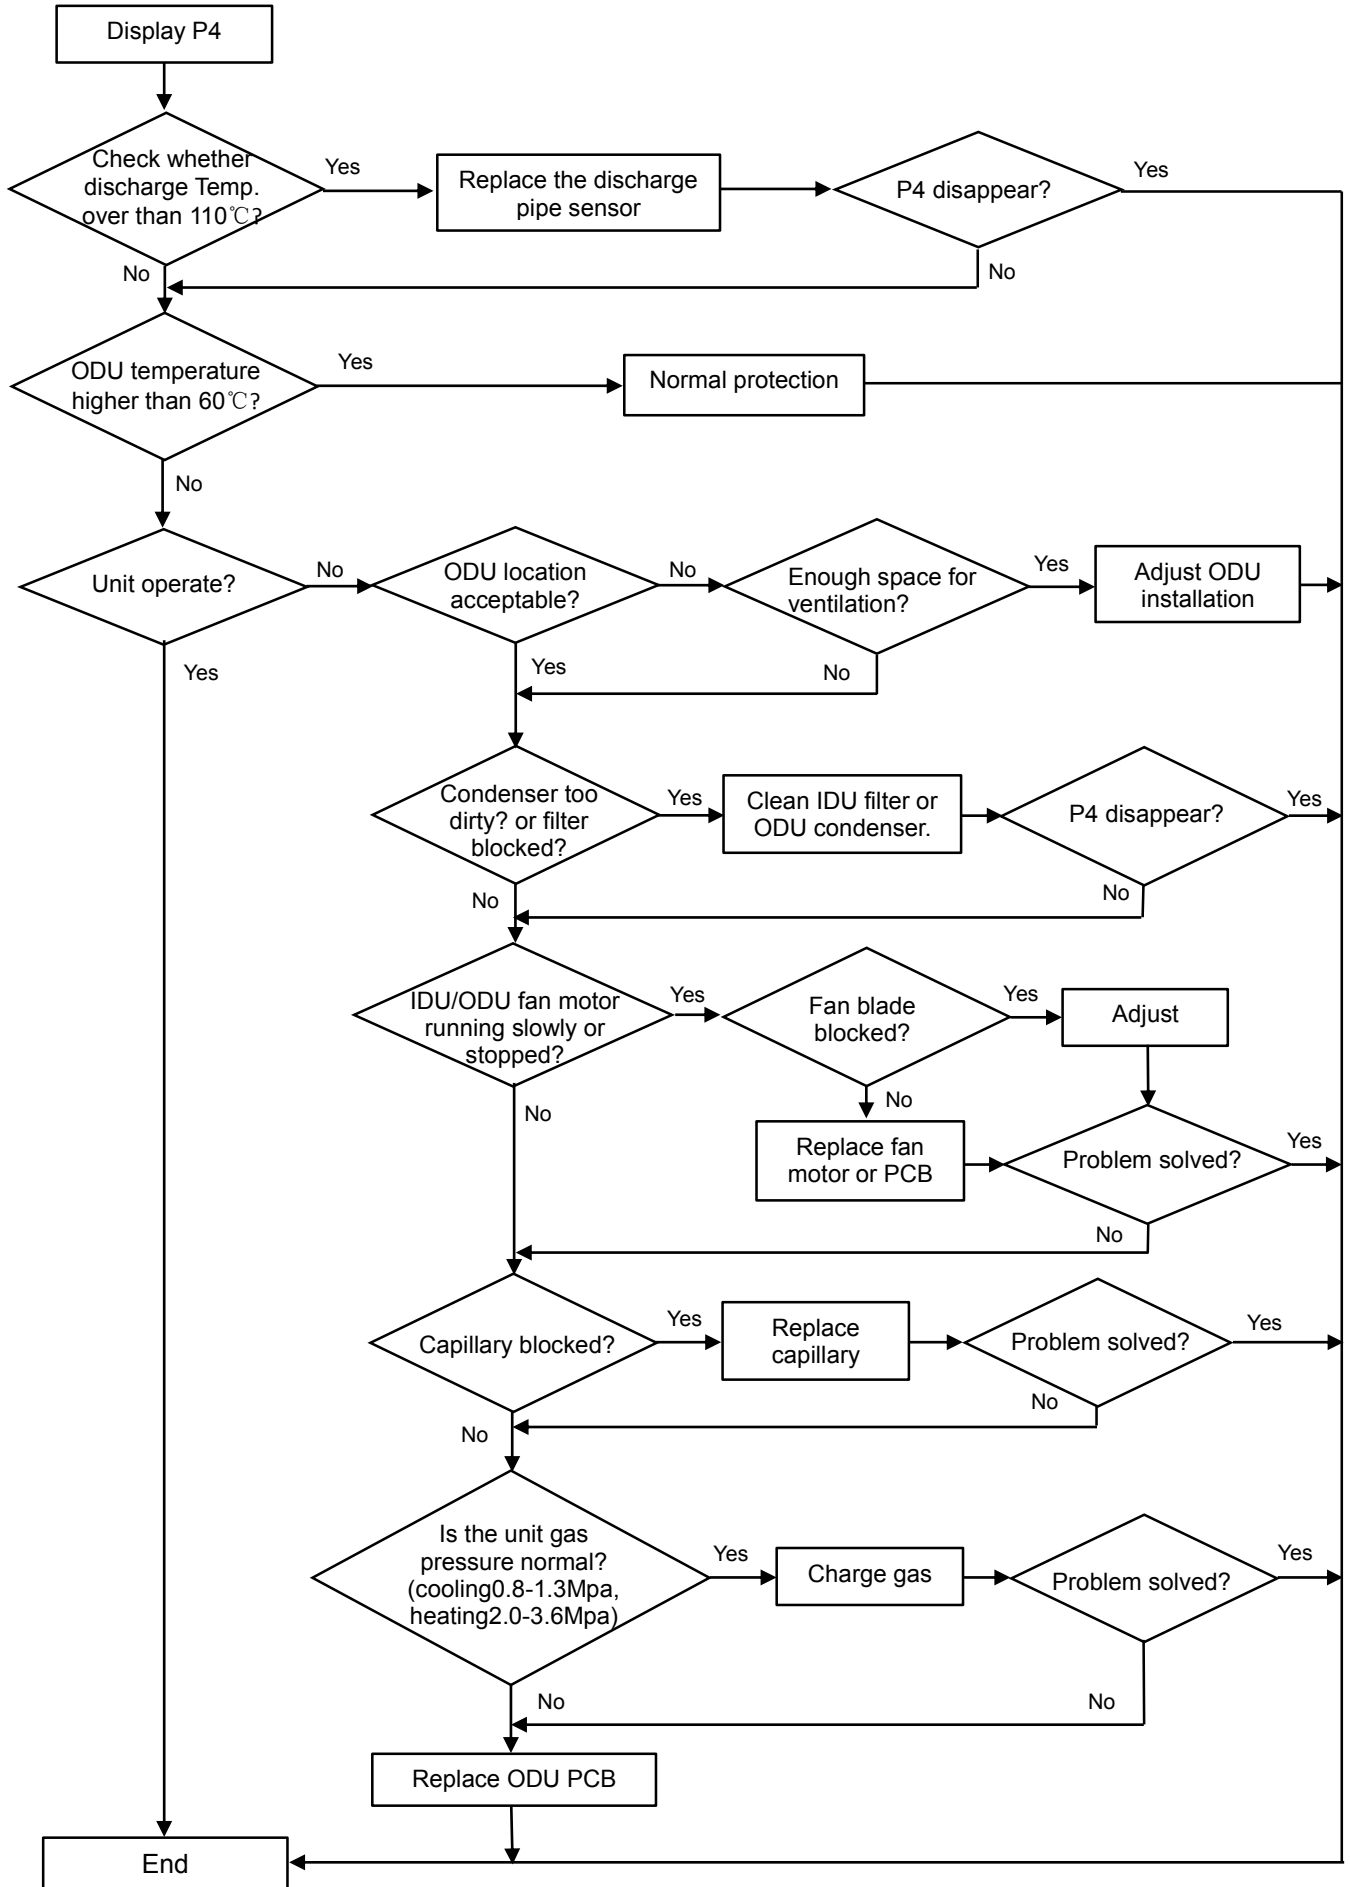 Display P4
Check whether
discharge Temp.
over than 110℃?
Yes
Replace the discharge
pipe sensor
P4 disappear?
Yes
No
No
ODU temperature
higher than 60℃?
Yes
Normal protection
No
Unit operate?
No
ODU location
acceptable?
No
Enough space for
ventilation?
Yes
Adjust ODU
installation
Yes
Yes
No
Condenser too
dirty? or filter
blocked?
Yes
Clean IDU filter or
ODU condenser.
P4 disappear?
Yes
No
No
IDU/ODU fan motor
running slowly or
stopped?
Yes
Fan blade
blocked?
Yes
Adjust
No
No
Replace fan
motor or PCB
Problem solved?
Yes
No
Capillary blocked?
Yes
Replace
capillary
Problem solved?
Yes
No
No
Is the unit gas
pressure normal?
(cooling0.8-1.3Mpa,
heating2.0-3.6Mpa)
Yes
Charge gas
Problem solved?
Yes
No
No
Replace ODU PCB
End